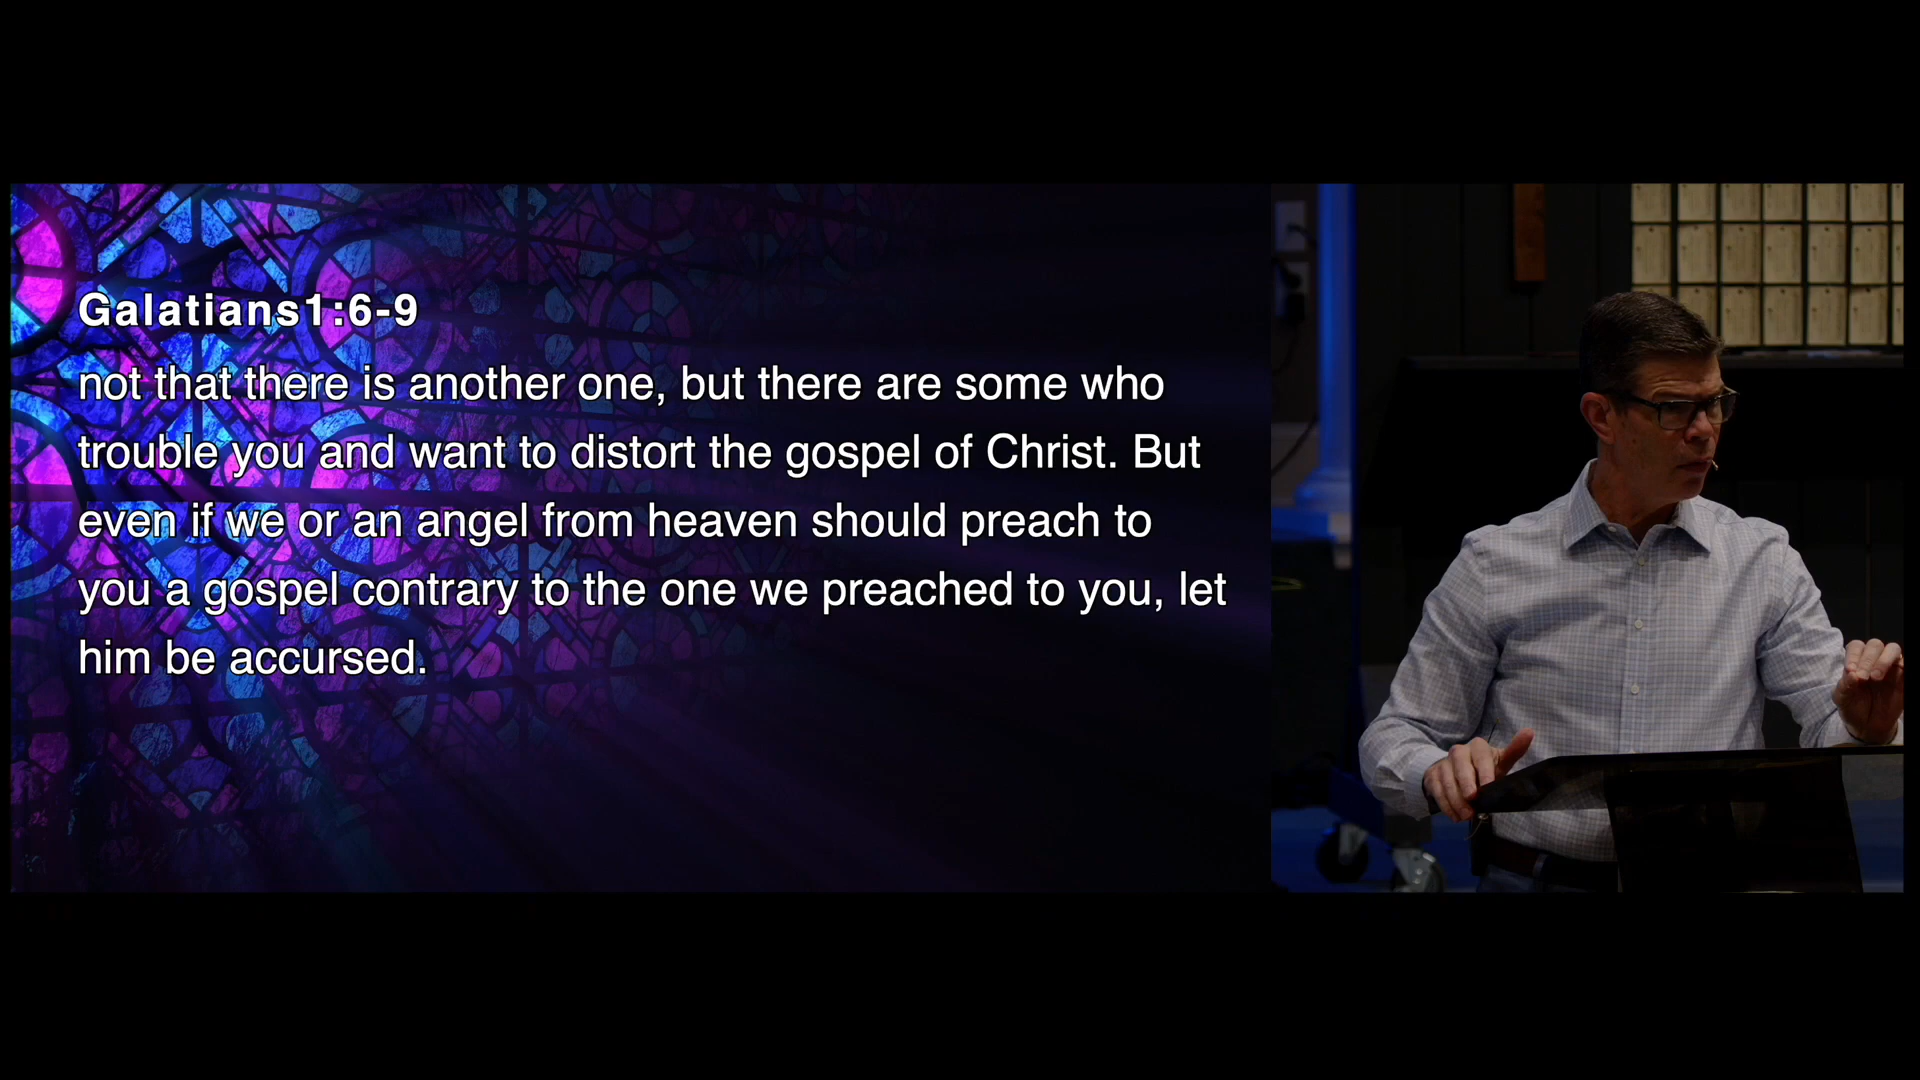 Galatians1:6-9
not that there is another one, but there are some who
trouble you and want to distort the gospel of Christ. But
even if we or an angel from heaven should preach to
you a gospel contrary to the one we preached to you, let
him be accursed.